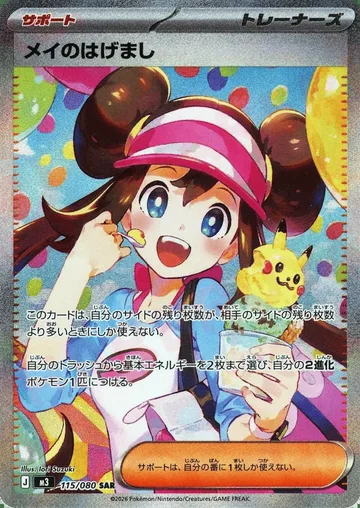 サポート
トレーナーズ
メイのはげまし
このカードは、自分のサイドの残り枚数が、相手のサイドの残り枚数
より多いときにしか使えない。
自分のトラッシュから基本エネルギーを2枚まで選び、自分の2進化
ポケモン1匹につける。
サポートは、自分の番に1枚しか使えない。
Illus. Iori Suzuki
J m3 115/080 SAR
©2026 Pokémon/Nintendo/Creatures/GAME FREAK.